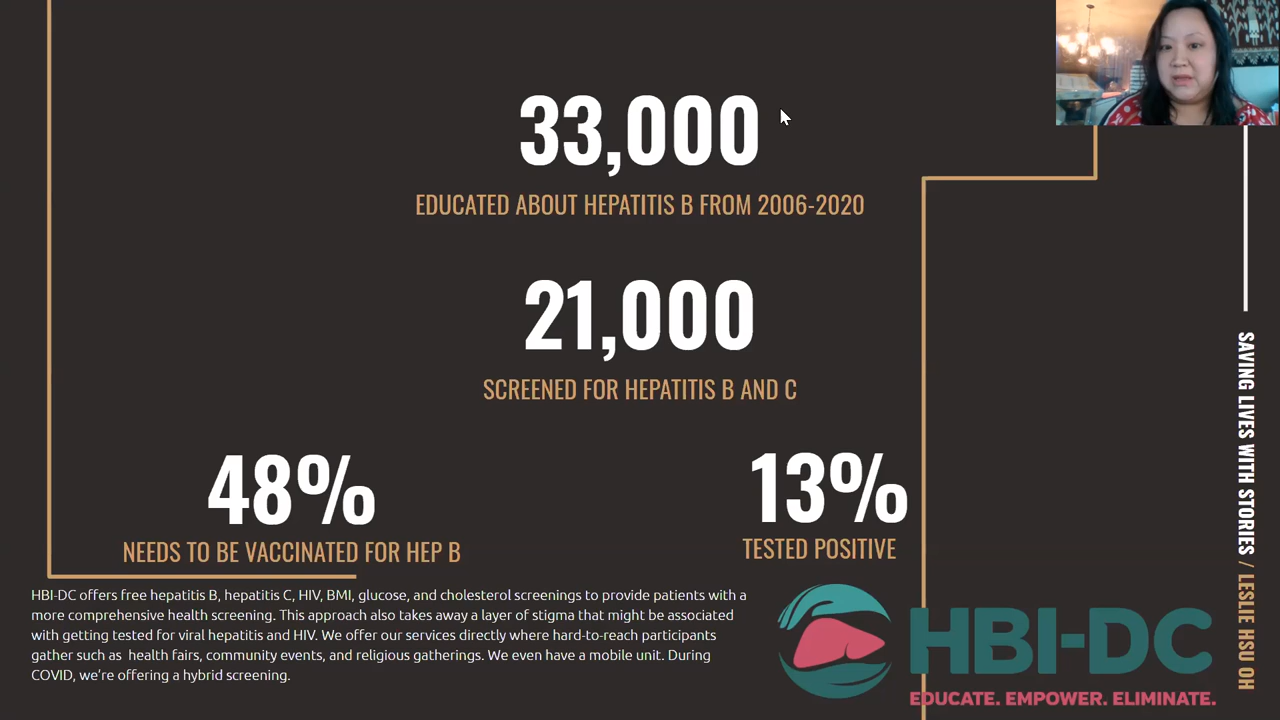 33,000
EDUCATED ABOUT HEPATITIS B FROM 2006-2020
21,000
SCREENED FOR HEPATITIS B AND C
48%
NEEDS TO BE VACCINATED FOR HEP B
13%
TESTED POSITIVE
HBI-DC offers free hepatitis B, hepatitis C, HIV, BMI, glucose, and cholesterol screenings to provide patients with a
more comprehensive health screening. This approach also takes away a layer of stigma that might be associated
with getting tested for viral hepatitis and HIV. We offer our services directly where hard-to-reach participants
gather such as health fairs, community events, and religious gatherings. We even have a mobile unit. During
COVID, we're offering a hybrid screening.
HBI-DC
EDUCATE. EMPOWER. ELIMINATE.
SAVING LIVES WITH STORIES / LESLIE HSU OH